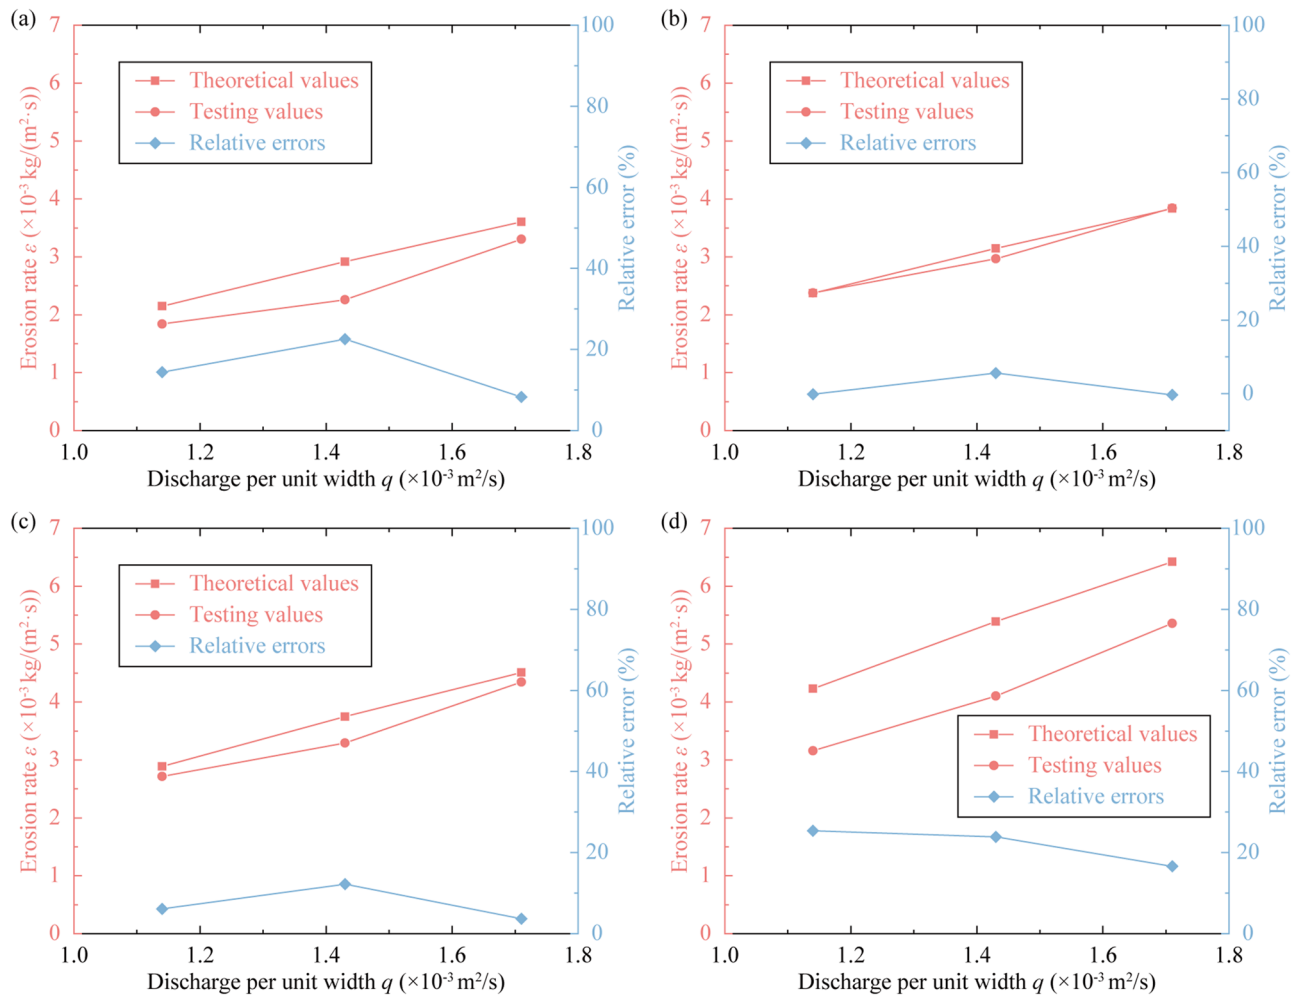 (a)
7
6
5
4
3
2
1
0
Erosion rate ε (×10⁻³ kg/(m²·s))
Theoretical values
Testing values
Relative errors
100
80
60
40
20
0
Relative error (%)
1.0 1.2 1.4 1.6 1.8
Discharge per unit width q (×10⁻³ m²/s)
(b)
7
6
5
4
3
2
1
0
Erosion rate ε (×10⁻³ kg/(m²·s))
Theoretical values
Testing values
Relative errors
100
80
60
40
20
0
Relative error (%)
1.0 1.2 1.4 1.6 1.8
Discharge per unit width q (×10⁻³ m²/s)
(c)
7
6
5
4
3
2
1
0
Erosion rate ε (×10⁻³ kg/(m²·s))
Theoretical values
Testing values
Relative errors
100
80
60
40
20
0
Relative error (%)
1.0 1.2 1.4 1.6 1.8
Discharge per unit width q (×10⁻³ m²/s)
(d)
7
6
5
4
3
2
1
0
Erosion rate ε (×10⁻³ kg/(m²·s))
Theoretical values
Testing values
Relative errors
100
80
60
40
20
0
Relative error (%)
1.0 1.2 1.4 1.6 1.8
Discharge per unit width q (×10⁻³ m²/s)